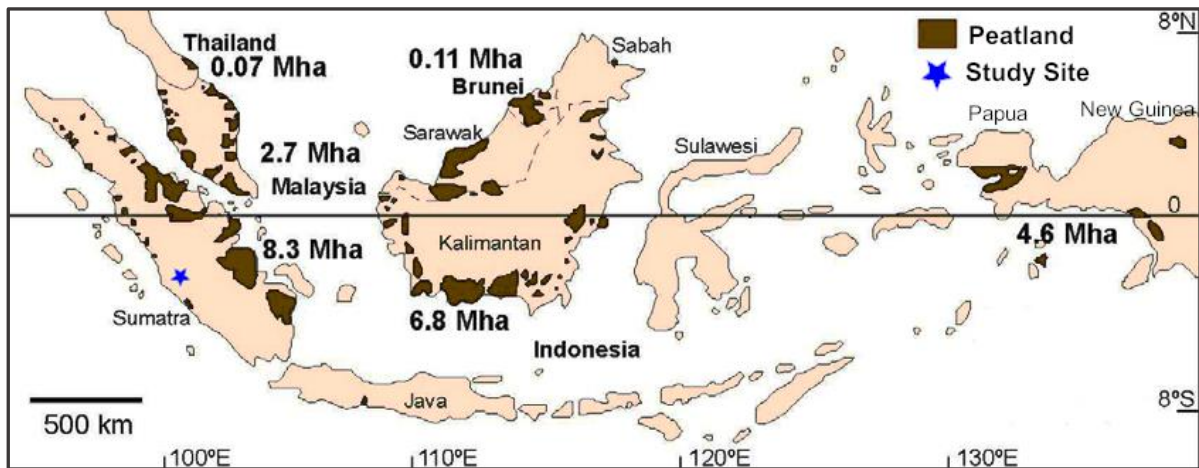 8ºN
Thailand
0.07 Mha
0.11 Mha
Brunei
Sabah
Peatland
Study Site
Papua
New Guinea
Sarawak
Sulawesi
2.7 Mha
Malaysia
0
8.3 Mha
Kalimantan
4.6 Mha
Sumatra
6.8 Mha
Indonesia
Java
500 km
8ºS
100ºE
110ºE
120ºE
130ºE